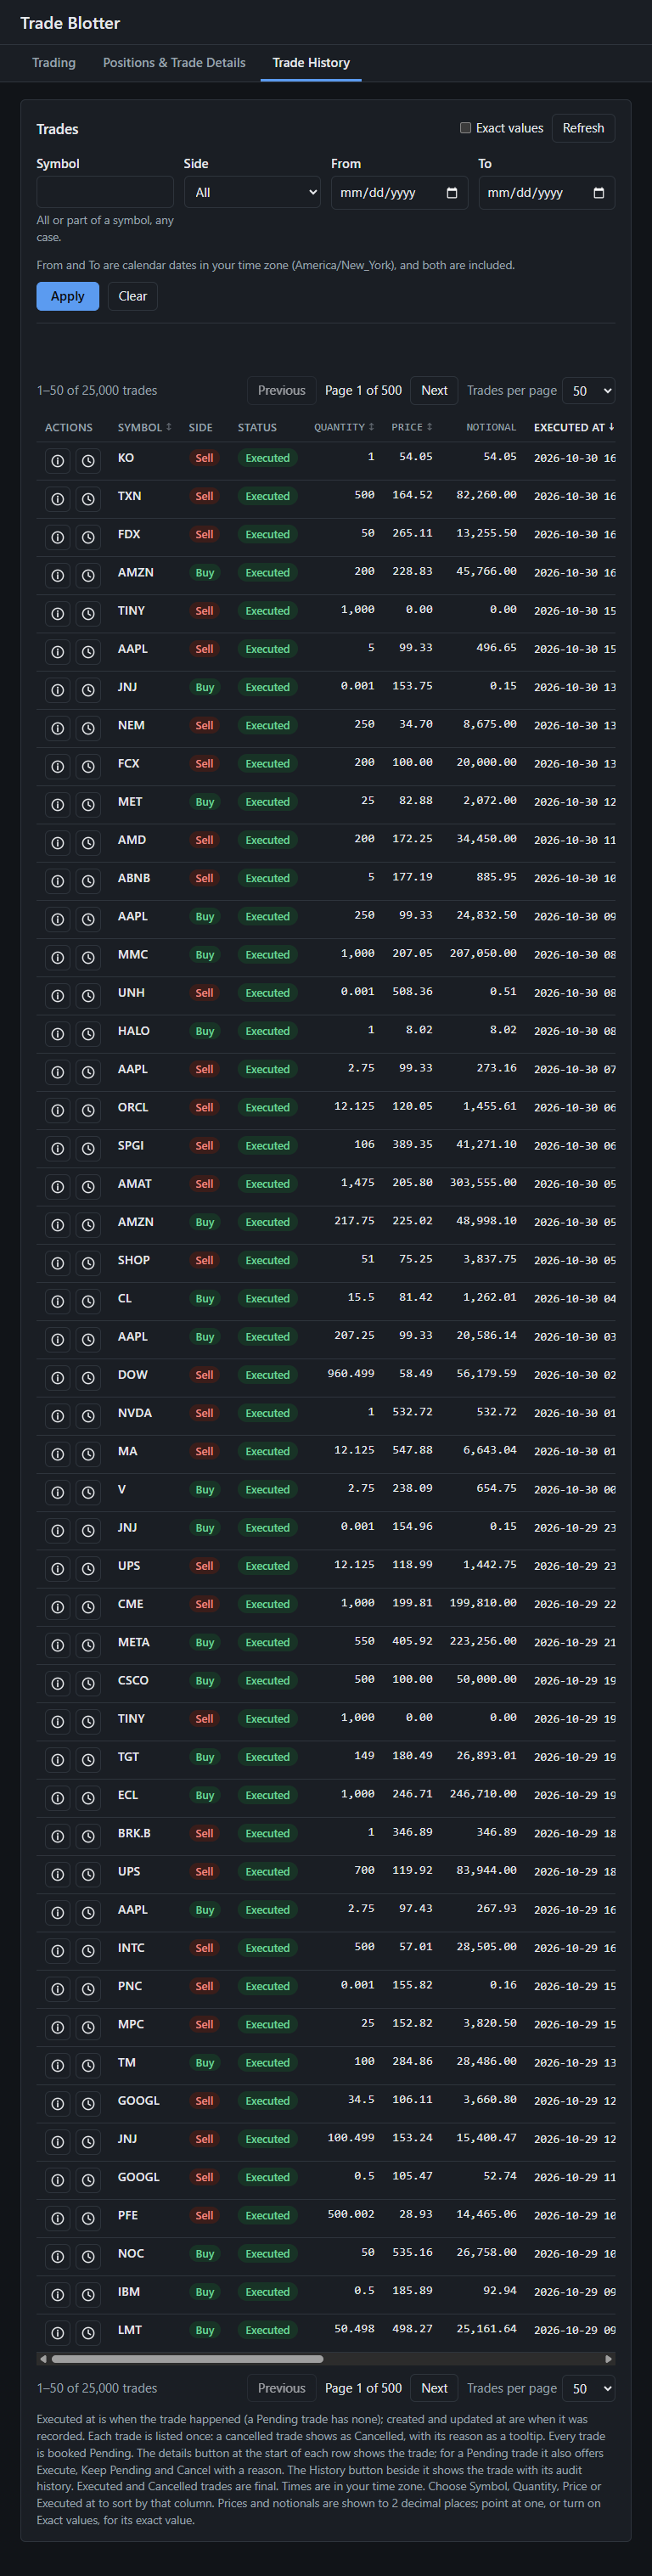 Trade Blotter
Trading Positions & Trade Details Trade History
Trades Exact values Refresh
Symbol Side From To
All mm/dd/yyyy mm/dd/yyyy
All or part of a symbol, any
case.
From and To are calendar dates in your time zone (America/New_York), and both are included.
Apply Clear
1–50 of 25,000 trades Previous Page 1 of 500 Next Trades per page 50
ACTIONS SYMBOL ↕ SIDE STATUS QUANTITY ↕ PRICE ↕ NOTIONAL EXECUTED AT ↓
KO Sell Executed 1 54.05 54.05 2026-10-30 16
TXN Sell Executed 500 164.52 82,260.00 2026-10-30 16
FDX Sell Executed 50 265.11 13,255.50 2026-10-30 16
AMZN Buy Executed 200 228.83 45,766.00 2026-10-30 16
TINY Sell Executed 1,000 0.00 0.00 2026-10-30 15
AAPL Sell Executed 5 99.33 496.65 2026-10-30 15
JNJ Buy Executed 0.001 153.75 0.15 2026-10-30 13
NEM Sell Executed 250 34.70 8,675.00 2026-10-30 13
FCX Sell Executed 200 100.00 20,000.00 2026-10-30 13
MET Buy Executed 25 82.88 2,072.00 2026-10-30 12
AMD Sell Executed 200 172.25 34,450.00 2026-10-30 11
ABNB Sell Executed 5 177.19 885.95 2026-10-30 10
AAPL Buy Executed 250 99.33 24,832.50 2026-10-30 09
MMC Buy Executed 1,000 207.05 207,050.00 2026-10-30 08
UNH Sell Executed 0.001 508.36 0.51 2026-10-30 08
HALO Buy Executed 1 8.02 8.02 2026-10-30 08
AAPL Sell Executed 2.75 99.33 273.16 2026-10-30 07
ORCL Sell Executed 12.125 120.05 1,455.61 2026-10-30 06
SPGI Sell Executed 106 389.35 41,271.10 2026-10-30 06
AMAT Sell Executed 1,475 205.80 303,555.00 2026-10-30 05
AMZN Buy Executed 217.75 225.02 48,998.10 2026-10-30 05
SHOP Sell Executed 51 75.25 3,837.75 2026-10-30 05
CL Buy Executed 15.5 81.42 1,262.01 2026-10-30 04
AAPL Buy Executed 207.25 99.33 20,586.14 2026-10-30 03
DOW Sell Executed 960.499 58.49 56,179.59 2026-10-30 02
NVDA Sell Executed 1 532.72 532.72 2026-10-30 01
MA Sell Executed 12.125 547.88 6,643.04 2026-10-30 01
V Buy Executed 2.75 238.09 654.75 2026-10-30 00
JNJ Buy Executed 0.001 154.96 0.15 2026-10-29 23
UPS Sell Executed 12.125 118.99 1,442.75 2026-10-29 23
CME Sell Executed 1,000 199.81 199,810.00 2026-10-29 22
META Buy Executed 550 405.92 223,256.00 2026-10-29 21
CSCO Buy Executed 500 100.00 50,000.00 2026-10-29 19
TINY Sell Executed 1,000 0.00 0.00 2026-10-29 19
TGT Buy Executed 149 180.49 26,893.01 2026-10-29 19
ECL Buy Executed 1,000 246.71 246,710.00 2026-10-29 19
BRK.B Sell Executed 1 346.89 346.89 2026-10-29 18
UPS Sell Executed 700 119.92 83,944.00 2026-10-29 18
AAPL Buy Executed 2.75 97.43 267.93 2026-10-29 16
INTC Sell Executed 500 57.01 28,505.00 2026-10-29 16
PNC Sell Executed 0.001 155.82 0.16 2026-10-29 15
MPC Sell Executed 25 152.82 3,820.50 2026-10-29 15
TM Buy Executed 100 284.86 28,486.00 2026-10-29 13
GOOGL Sell Executed 34.5 106.11 3,660.80 2026-10-29 12
JNJ Sell Executed 100.499 153.24 15,400.47 2026-10-29 12
GOOGL Sell Executed 0.5 105.47 52.74 2026-10-29 11
PFE Sell Executed 500.002 28.93 14,465.06 2026-10-29 10
NOC Buy Executed 50 535.16 26,758.00 2026-10-29 10
IBM Buy Executed 0.5 185.89 92.94 2026-10-29 09
LMT Buy Executed 50.498 498.27 25,161.64 2026-10-29 09
1–50 of 25,000 trades Previous Page 1 of 500 Next Trades per page 50
Executed at is when the trade happened (a Pending trade has none); created and updated at are when it was
recorded. Each trade is listed once: a cancelled trade shows as Cancelled, with its reason as a tooltip. Every trade
is booked Pending. The details button at the start of each row shows the trade; for a Pending trade it also offers
Execute, Keep Pending and Cancel with a reason. The History button beside it shows the trade with its audit
history. Executed and Cancelled trades are final. Times are in your time zone. Choose Symbol, Quantity, Price or
Executed at to sort by that column. Prices and notionals are shown to 2 decimal places; point at one, or turn on
Exact values, for its exact value.